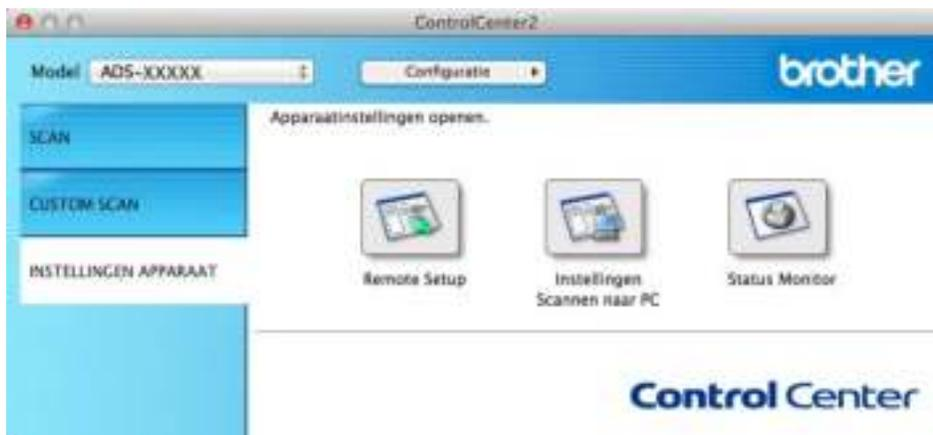 ControlCenter2
Model ADS-XXXXX Configuratie
brother
SCAN
CUSTOM SCAN
INSTELLINGEN APPARAAT
Apparaatinstellingen openen.
Remote Setup
Instellingen
Scannen naar PC
Status Monitor
Control Center